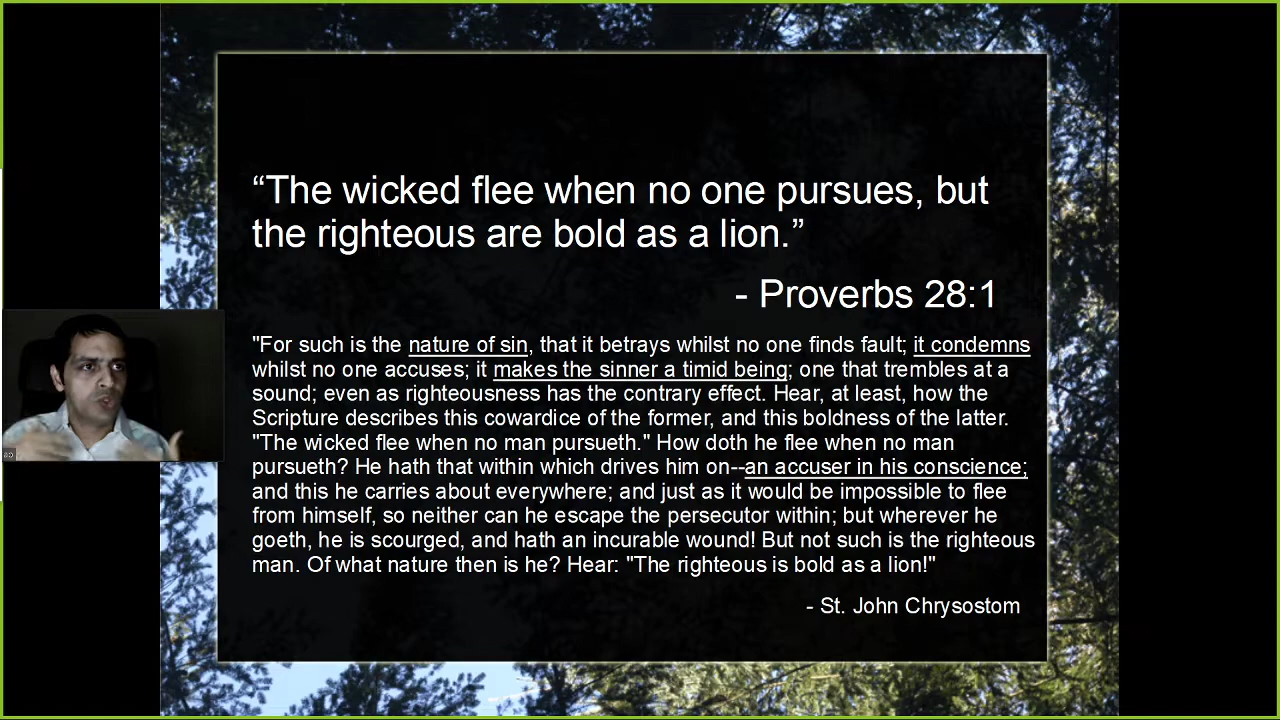 “The wicked flee when no one pursues, but
the righteous are bold as a lion.”
- Proverbs 28:1
"For such is the nature of sin, that it betrays whilst no one finds fault; it condemns
whilst no one accuses; it makes the sinner a timid being; one that trembles at a
sound; even as righteousness has the contrary effect. Hear, at least, how the
Scripture describes this cowardice of the former, and this boldness of the latter.
"The wicked flee when no man pursueth." How doth he flee when no man
pursueth? He hath that within which drives him on--an accuser in his conscience;
and this he carries about everywhere; and just as it would be impossible to flee
from himself, so neither can he escape the persecutor within; but wherever he
goeth, he is scourged, and hath an incurable wound! But not such is the righteous
man. Of what nature then is he? Hear: "The righteous is bold as a lion!"
- St. John Chrysostom